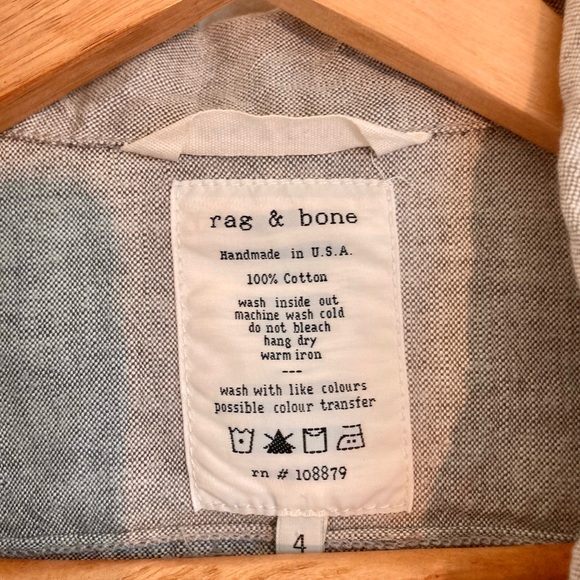 rag & bone
Handmade in U.S.A.
100% Cotton
wash inside out
machine wash cold
do not bleach
hang dry
warm iron
---
wash with like colours
possible colour transfer
rn # 108879
4